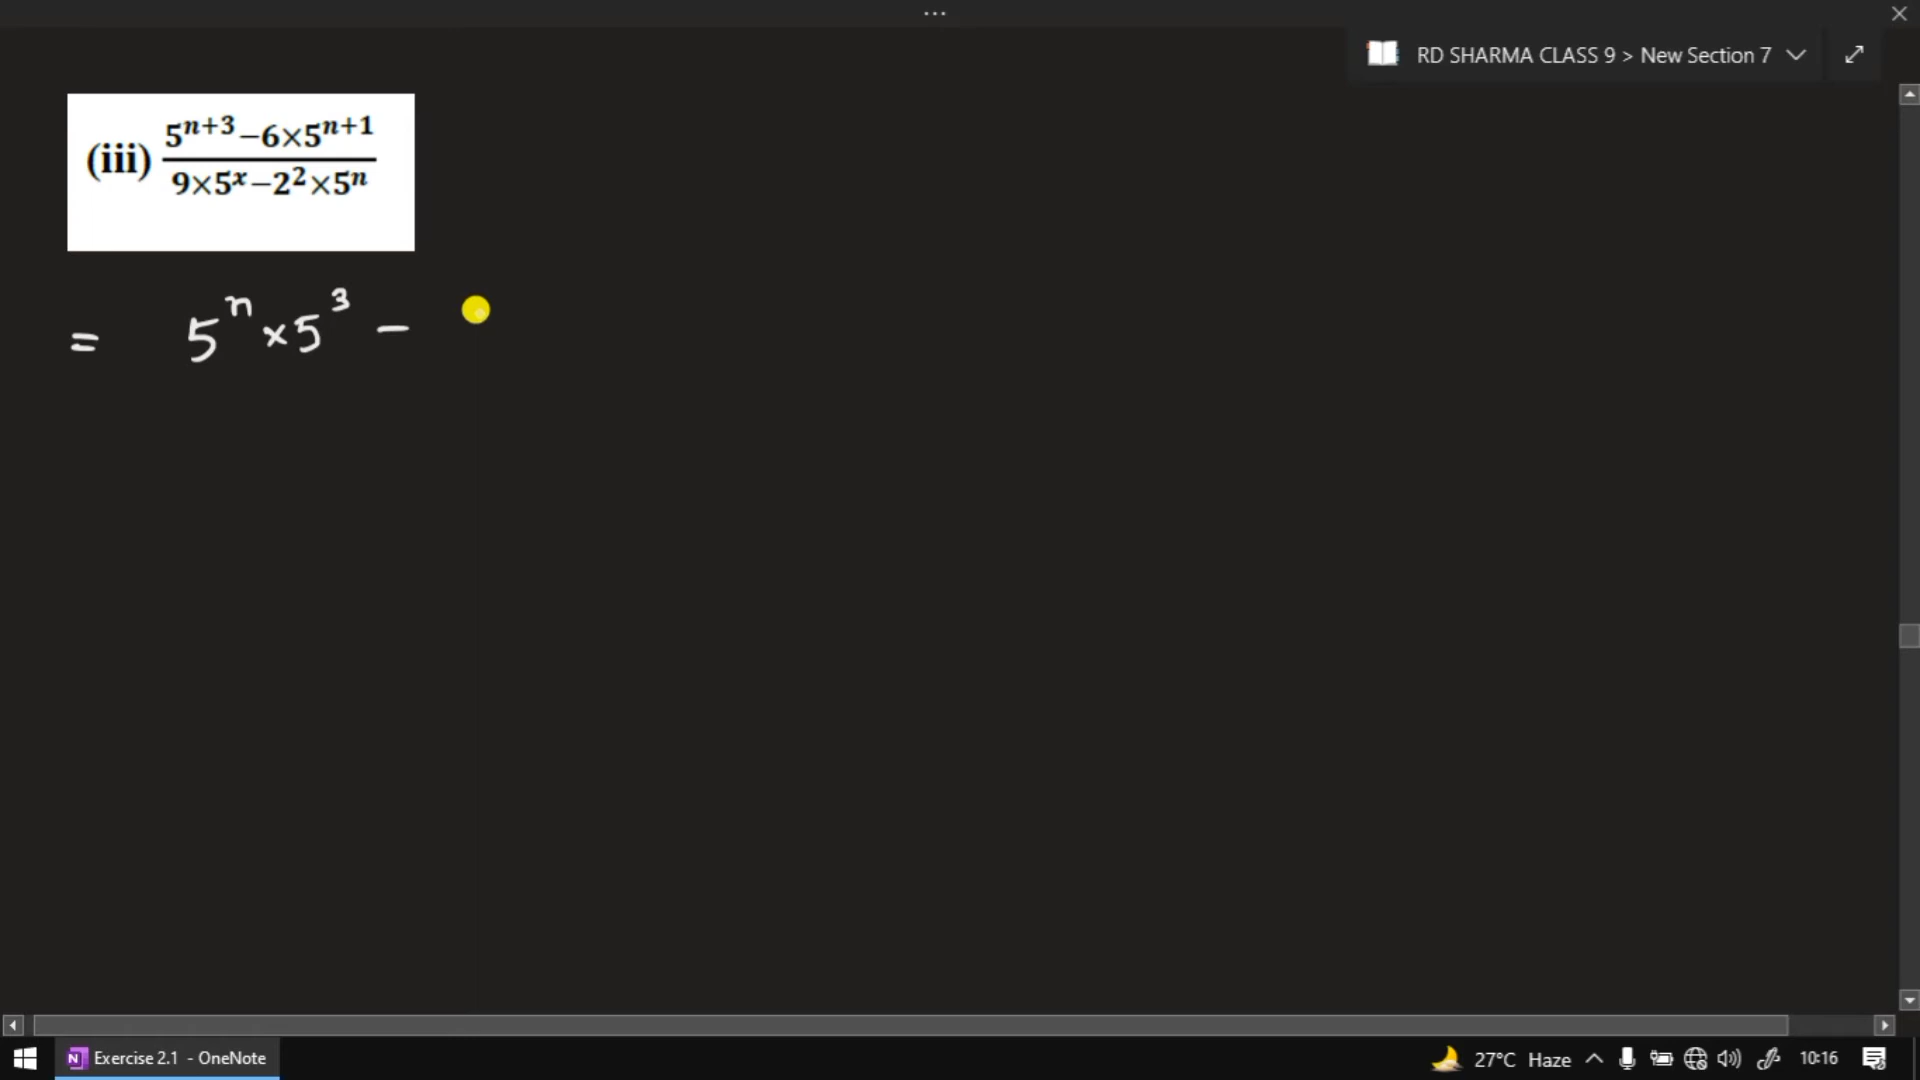 RD SHARMA CLASS 9 > New Section 7
(iii) \frac{5^{n+3}-6×5^{n+1}}{9×5^{x}-2^{2}×5^{n}}
= 5^{n} × 5^{3} −
Exercise 2.1 - OneNote
27°C Haze
10:16